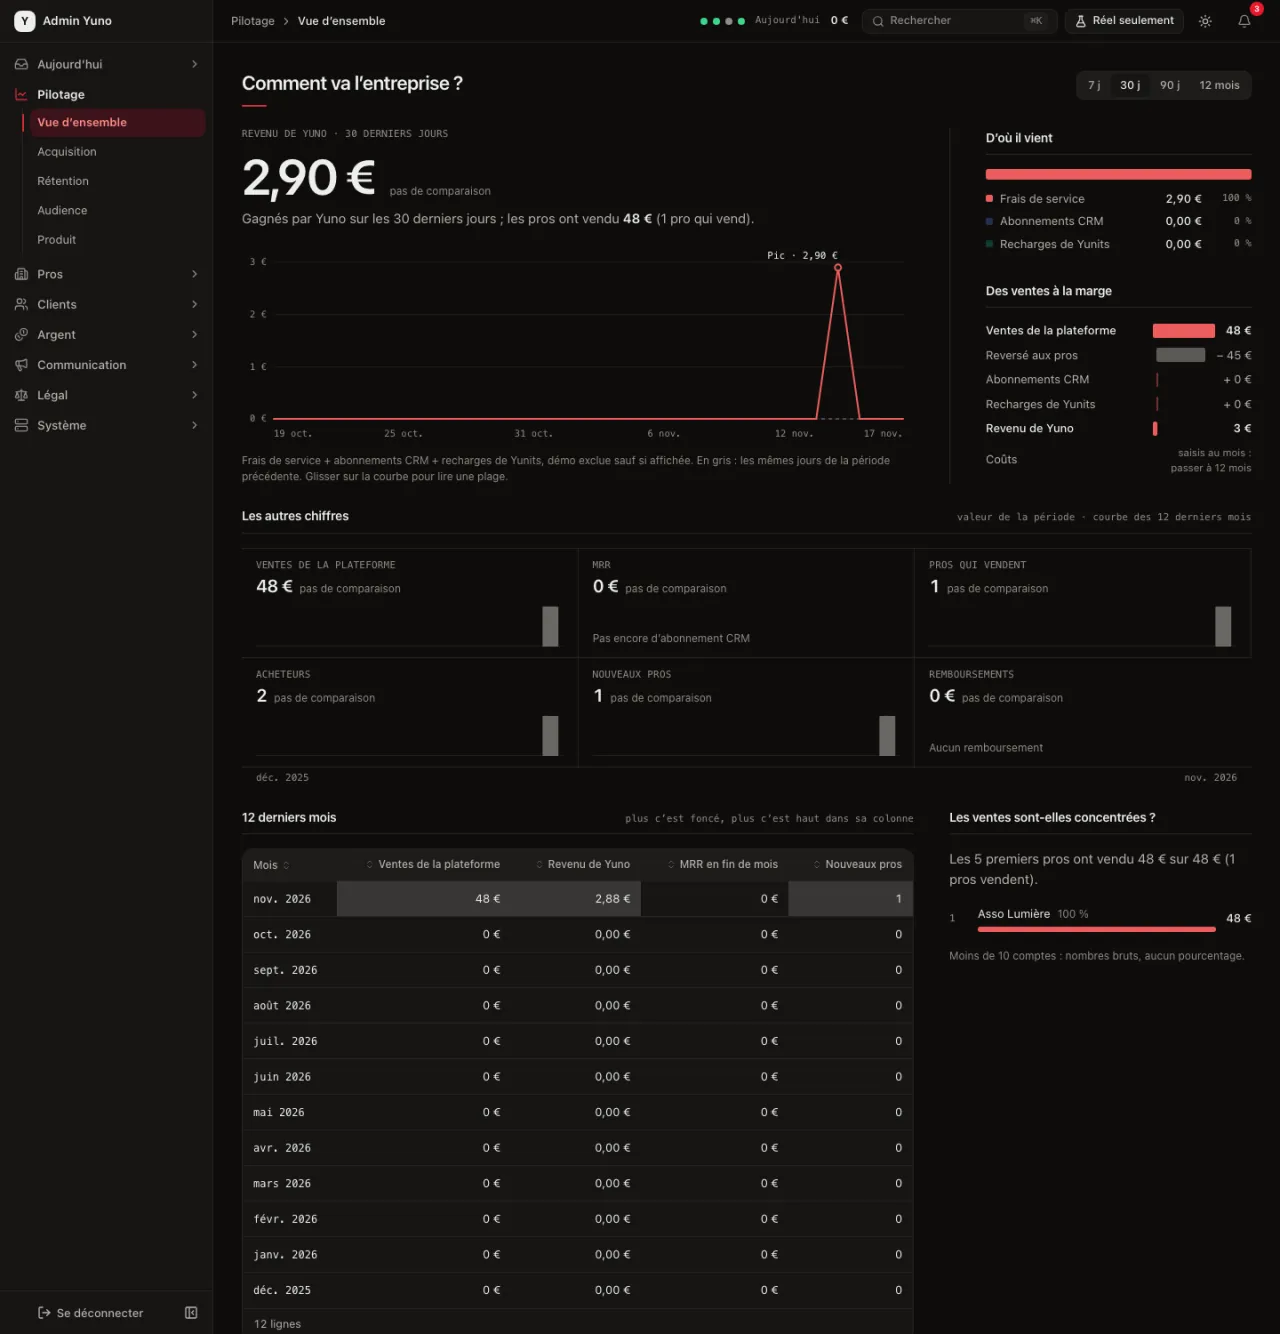 Y Admin Yuno
Pilotage > Vue d'ensemble
Aujourd'hui 0 €
Rechercher ⌘K
Réel seulement
3
Aujourd'hui
Pilotage
Vue d'ensemble
Acquisition
Rétention
Audience
Produit
Pros
Clients
Argent
Communication
Légal
Système
Se déconnecter
Comment va l'entreprise ?
7 j 30 j 90 j 12 mois
REVENU DE YUNO · 30 DERNIERS JOURS
2,90 € pas de comparaison
Gagnés par Yuno sur les 30 derniers jours ; les pros ont vendu 48 € (1 pro qui vend).
Pic · 2,90 €
3 €
2 €
1 €
0 €
19 oct. 25 oct. 31 oct. 6 nov. 12 nov. 17 nov.
Frais de service + abonnements CRM + recharges de Yunits, démo exclue sauf si affichée. En gris : les mêmes jours de la période
précédente. Glisser sur la courbe pour lire une plage.
D'où il vient
Frais de service 2,90 € 100 %
Abonnements CRM 0,00 € 0 %
Recharges de Yunits 0,00 € 0 %
Des ventes à la marge
Ventes de la plateforme 48 €
Reversé aux pros − 45 €
Abonnements CRM + 0 €
Recharges de Yunits + 0 €
Revenu de Yuno 3 €
Coûts saisis au mois :
passer à 12 mois
Les autres chiffres
valeur de la période · courbe des 12 derniers mois
VENTES DE LA PLATEFORME
48 € pas de comparaison
MRR
0 € pas de comparaison
Pas encore d'abonnement CRM
PROS QUI VENDENT
1 pas de comparaison
ACHETEURS
2 pas de comparaison
NOUVEAUX PROS
1 pas de comparaison
REMBOURSEMENTS
0 € pas de comparaison
Aucun remboursement
déc. 2025 nov. 2026
12 derniers mois
plus c'est foncé, plus c'est haut dans sa colonne
Mois Ventes de la plateforme Revenu de Yuno MRR en fin de mois Nouveaux pros
nov. 2026 48 € 2,88 € 0 € 1
oct. 2026 0 € 0,00 € 0 € 0
sept. 2026 0 € 0,00 € 0 € 0
août 2026 0 € 0,00 € 0 € 0
juil. 2026 0 € 0,00 € 0 € 0
juin 2026 0 € 0,00 € 0 € 0
mai 2026 0 € 0,00 € 0 € 0
avr. 2026 0 € 0,00 € 0 € 0
mars 2026 0 € 0,00 € 0 € 0
févr. 2026 0 € 0,00 € 0 € 0
janv. 2026 0 € 0,00 € 0 € 0
déc. 2025 0 € 0,00 € 0 € 0
12 lignes
Les ventes sont-elles concentrées ?
Les 5 premiers pros ont vendu 48 € sur 48 € (1
pros vendent).
1 Asso Lumière 100 % 48 €
Moins de 10 comptes : nombres bruts, aucun pourcentage.